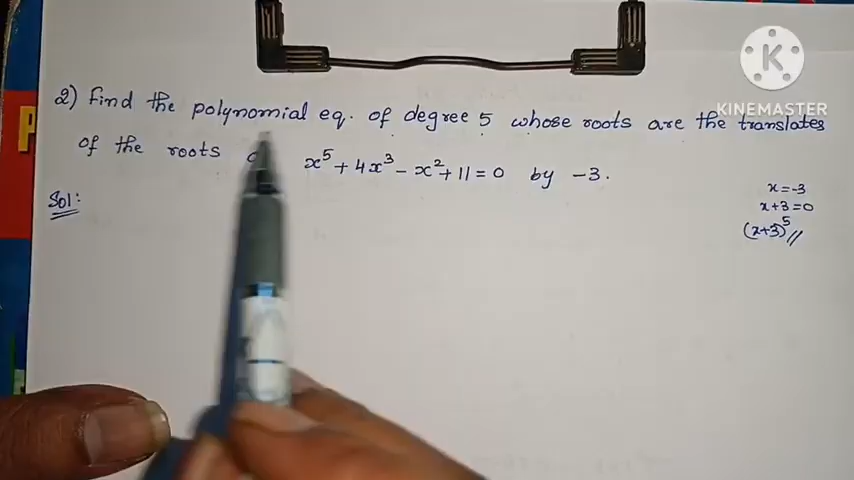 2) Find the polynomial eq. of degree 5 whose roots are the translates
of the roots x⁵ + 4x³ - x² + 11 = 0 by -3.
Sol:
x = -3
x+3 = 0
(x+3)⁵ //
K
KINEMASTER